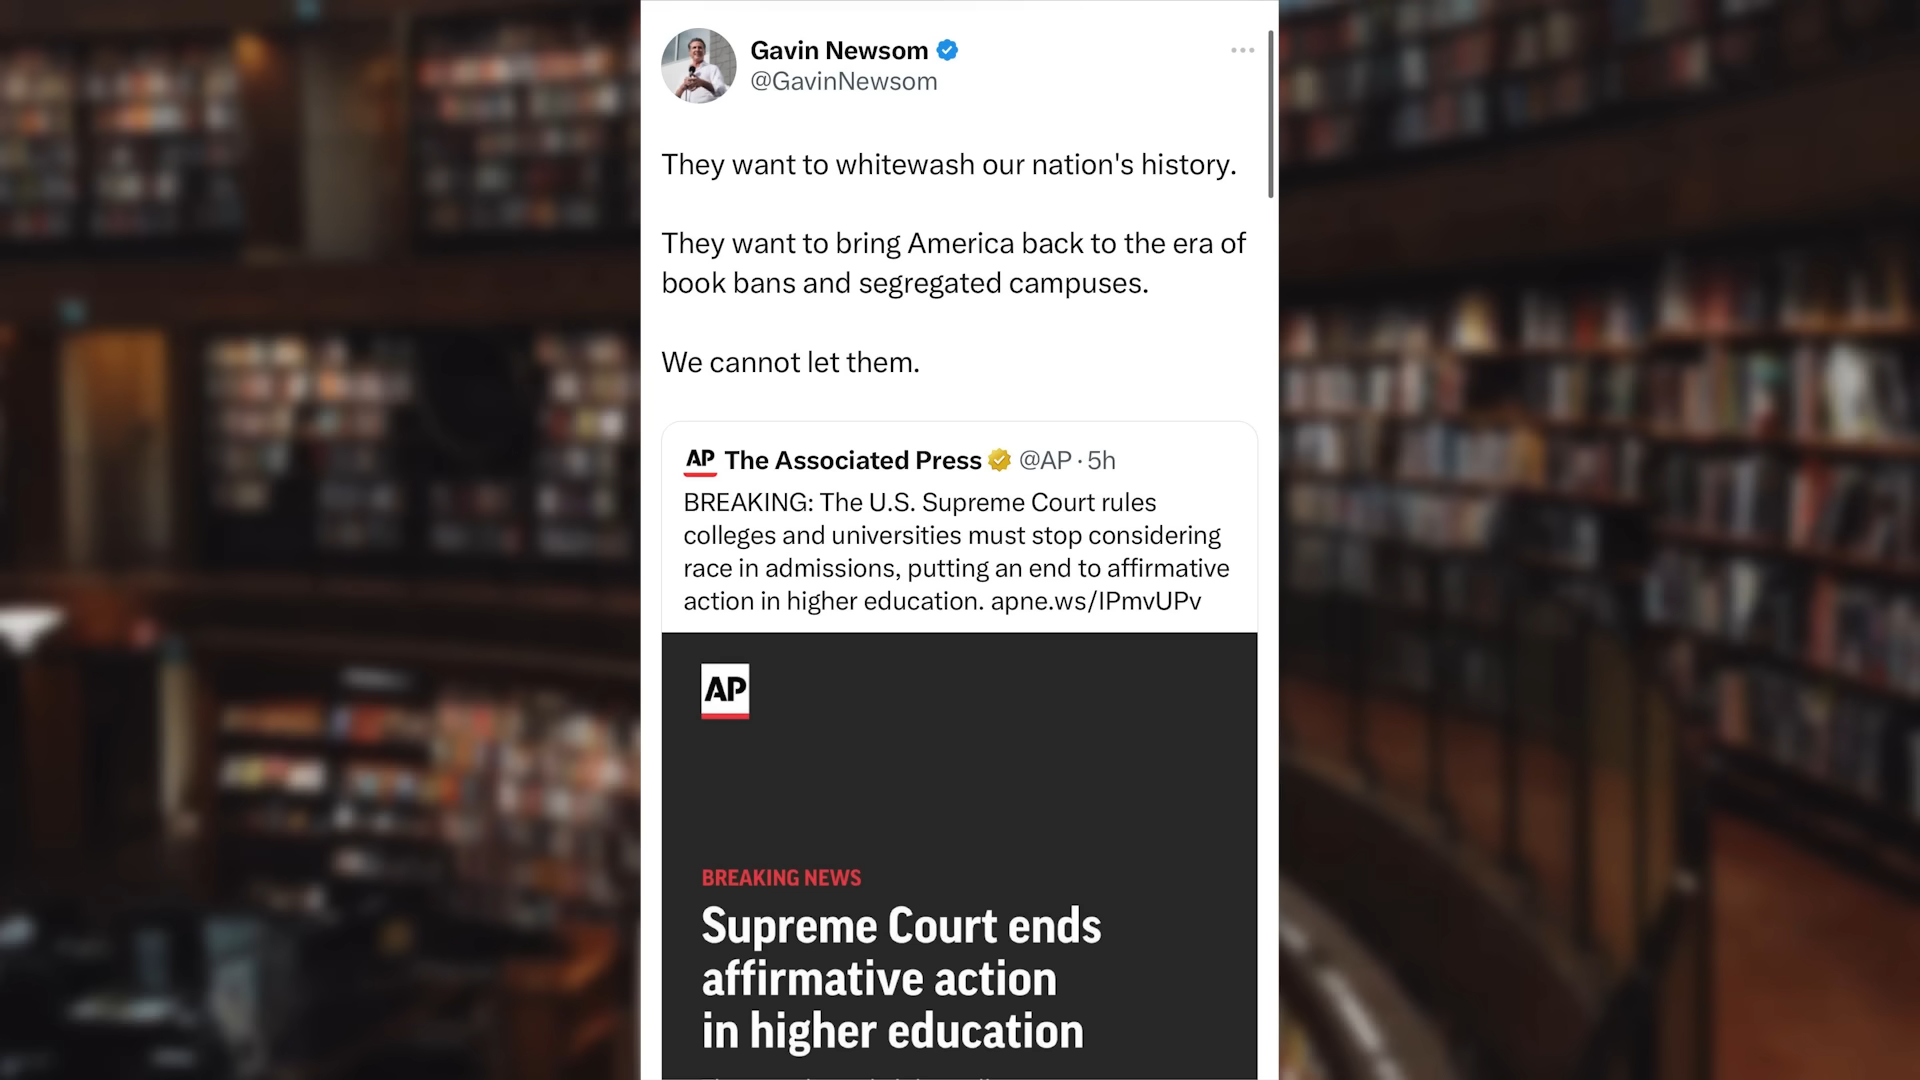 Gavin Newsom
@GavinNewsom
They want to whitewash our nation's history.
They want to bring America back to the era of
book bans and segregated campuses.
We cannot let them.
AP The Associated Press @AP · 5h
BREAKING: The U.S. Supreme Court rules
colleges and universities must stop considering
race in admissions, putting an end to affirmative
action in higher education. apne.ws/IPmvUPv
AP
BREAKING NEWS
Supreme Court ends
affirmative action
in higher education